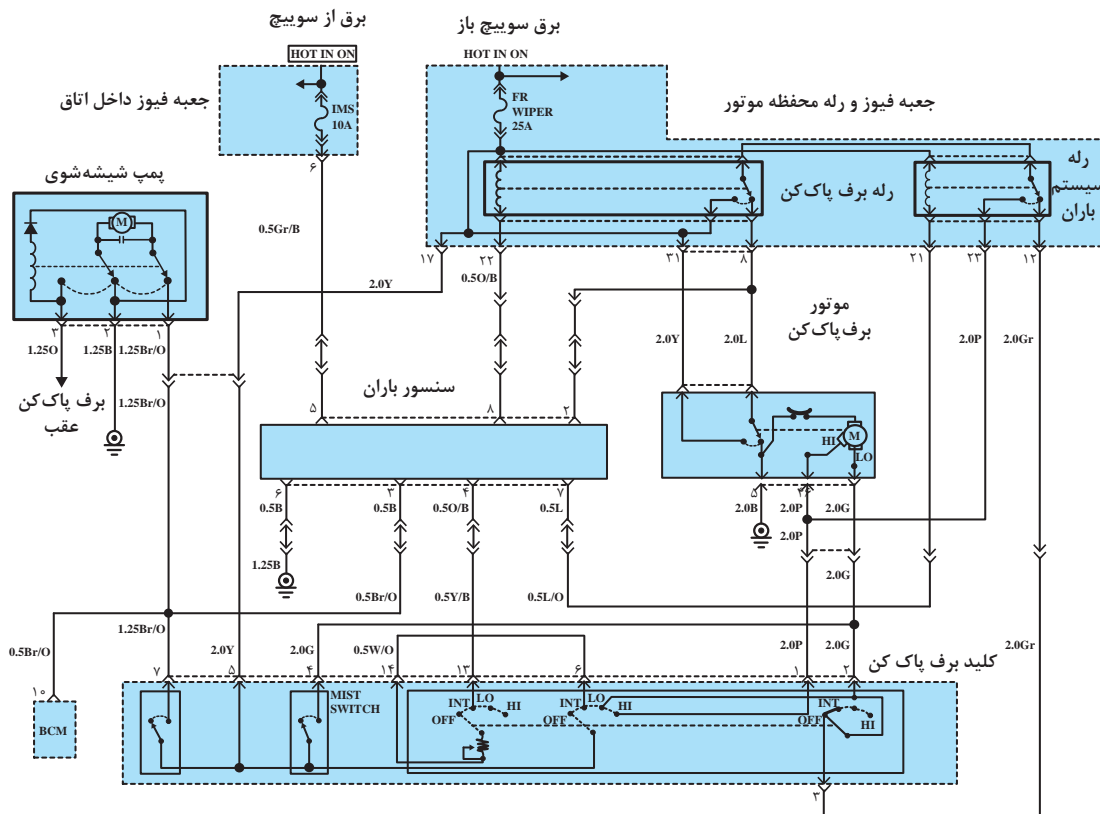 برق از سوییچ
HOT IN ON
برق سوییچ باز
HOT IN ON
جعبه فیوز داخل اتاق
IMS
10A
۶
FR
WIPER
25A
جعبه فیوز و رله محفظه موتور
رله برف پاک‌کن
رله
سیستم
باران
پمپ شیشه‌شوی
M
0.5Gr/B
۱۷
۲۲
۳۱
۸
۲۱
۲۳
۱۲
0.5O/B
2.0Y
۳
۲
۱
1.25O
1.25B
1.25Br/O
موتور
برف‌پاک‌کن
2.0Y
2.0L
2.0P
2.0Gr
برف پاک‌کن
عقب
1.25Br/O
سنسور باران
۵
۸
۲
M
HI
LO
۶
۳
۴
۷
۵
۳۶
0.5B
0.5B
0.5O/B
0.5L
2.0B
2.0P
2.0G
2.0P
1.25B
2.0G
0.5Br/O
0.5Y/B
0.5L/O
0.5Br/O
1.25Br/O
2.0Y
2.0G
0.5W/O
2.0P
2.0G
2.0Gr
کلید برف پاک کن
۷
۵
۴
۱۴
۱۳
۶
۱
۲
۱۰
BCM
MIST
SWITCH
OFF
INT
LO
HI
OFF
INT
LO
HI
OFF
INT
HI
۳